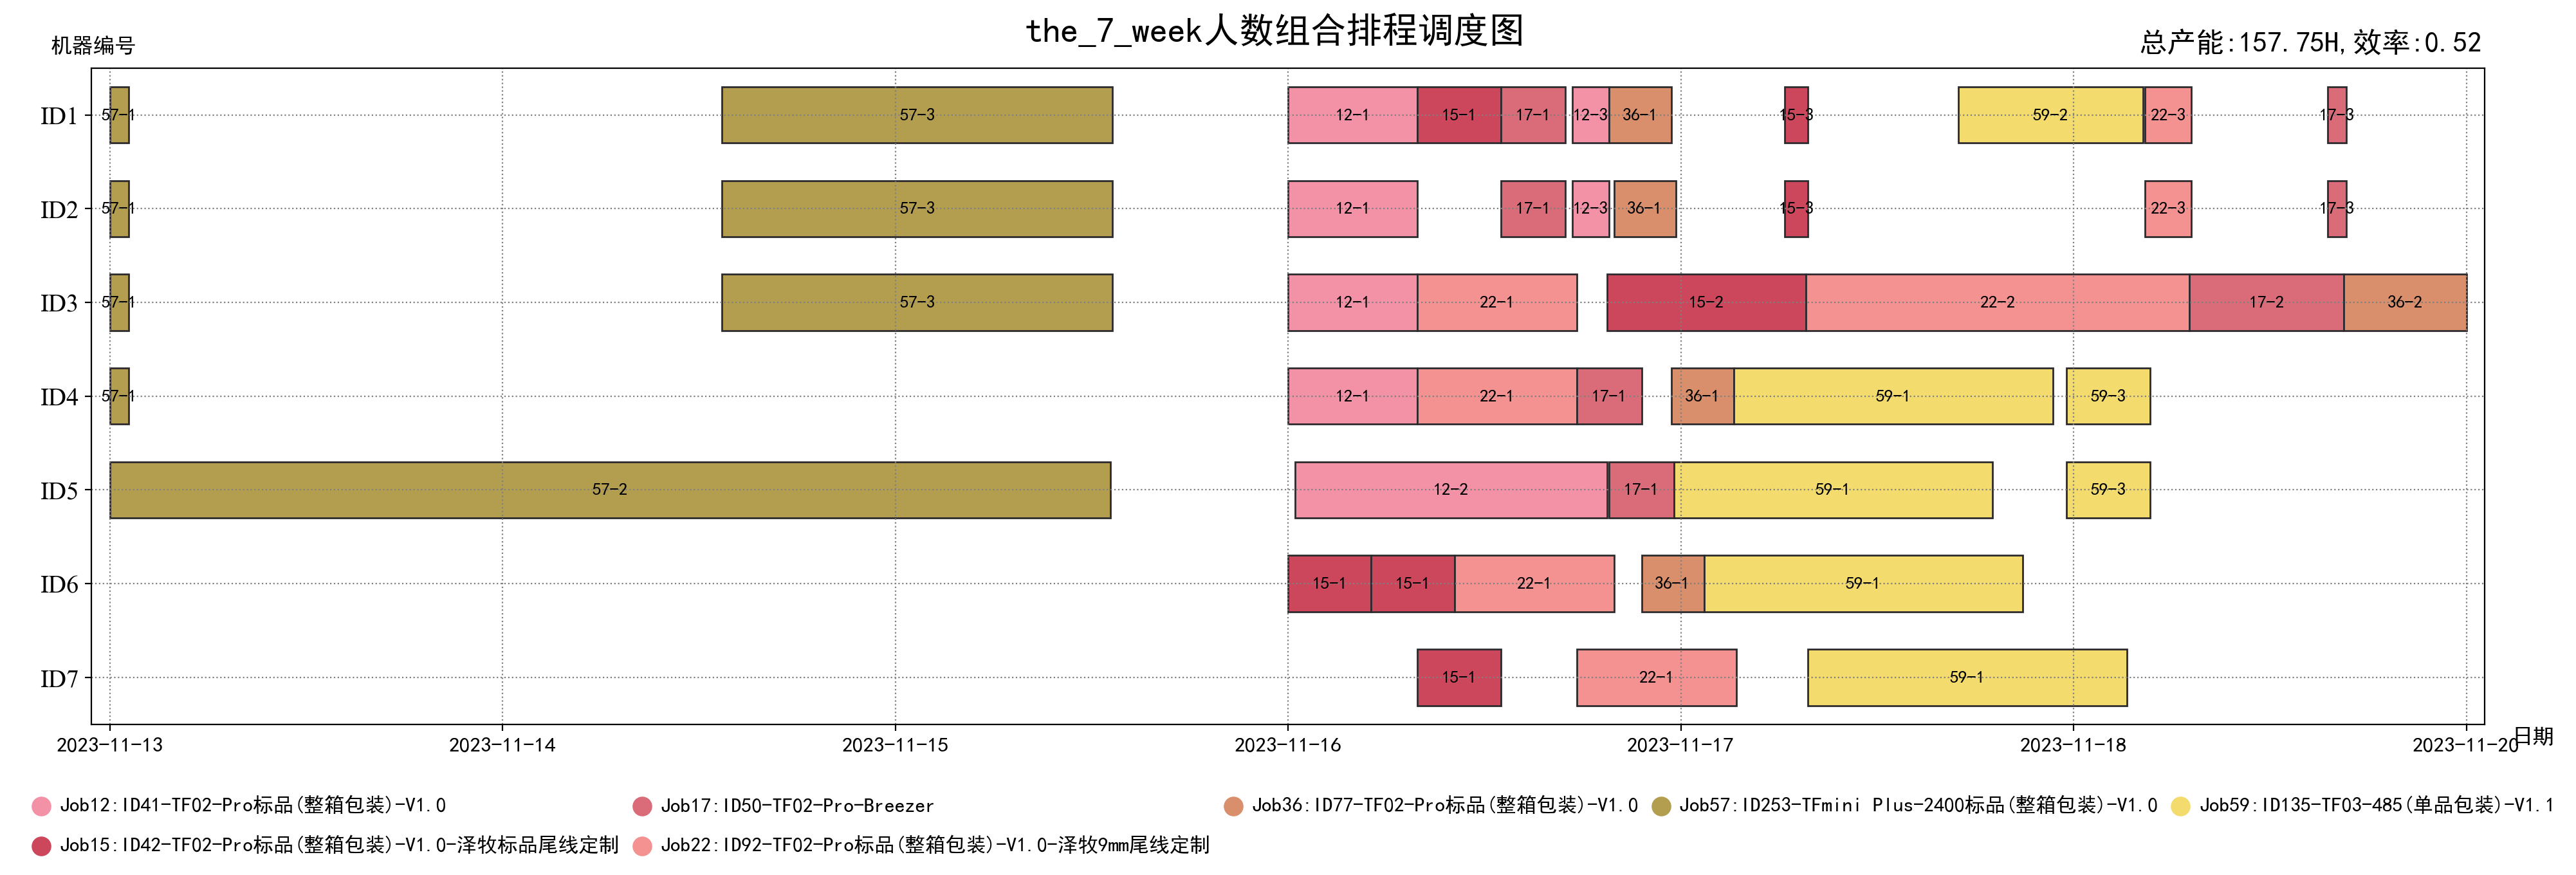 the_7_week人数组合排程调度图
机器编号
总产能:157.75H,效率:0.52
ID1 57-1 57-3 12-1 15-1 17-1 12-3 36-1 15-3 59-2 22-3 17-3
ID2 57-1 57-3 12-1 17-1 12-3 36-1 15-3 22-3 17-3
ID3 57-1 57-3 12-1 22-1 15-2 22-2 17-2 36-2
ID4 57-1 12-1 22-1 17-1 36-1 59-1 59-3
ID5 57-2 12-2 17-1 59-1 59-3
ID6 15-1 15-1 22-1 36-1 59-1
ID7 15-1 22-1 59-1
2023-11-13 2023-11-14 2023-11-15 2023-11-16 2023-11-17 2023-11-18 2023-11-20
日期
Job12:ID41-TF02-Pro标品(整箱包装)-V1.0 Job17:ID50-TF02-Pro-Breezer Job36:ID77-TF02-Pro标品(整箱包装)-V1.0 Job57:ID253-TFmini Plus-2400标品(整箱包装)-V1.0 Job59:ID135-TF03-485(单品包装)-V1.1
Job15:ID42-TF02-Pro标品(整箱包装)-V1.0-泽牧标品尾线定制 Job22:ID92-TF02-Pro标品(整箱包装)-V1.0-泽牧9mm尾线定制